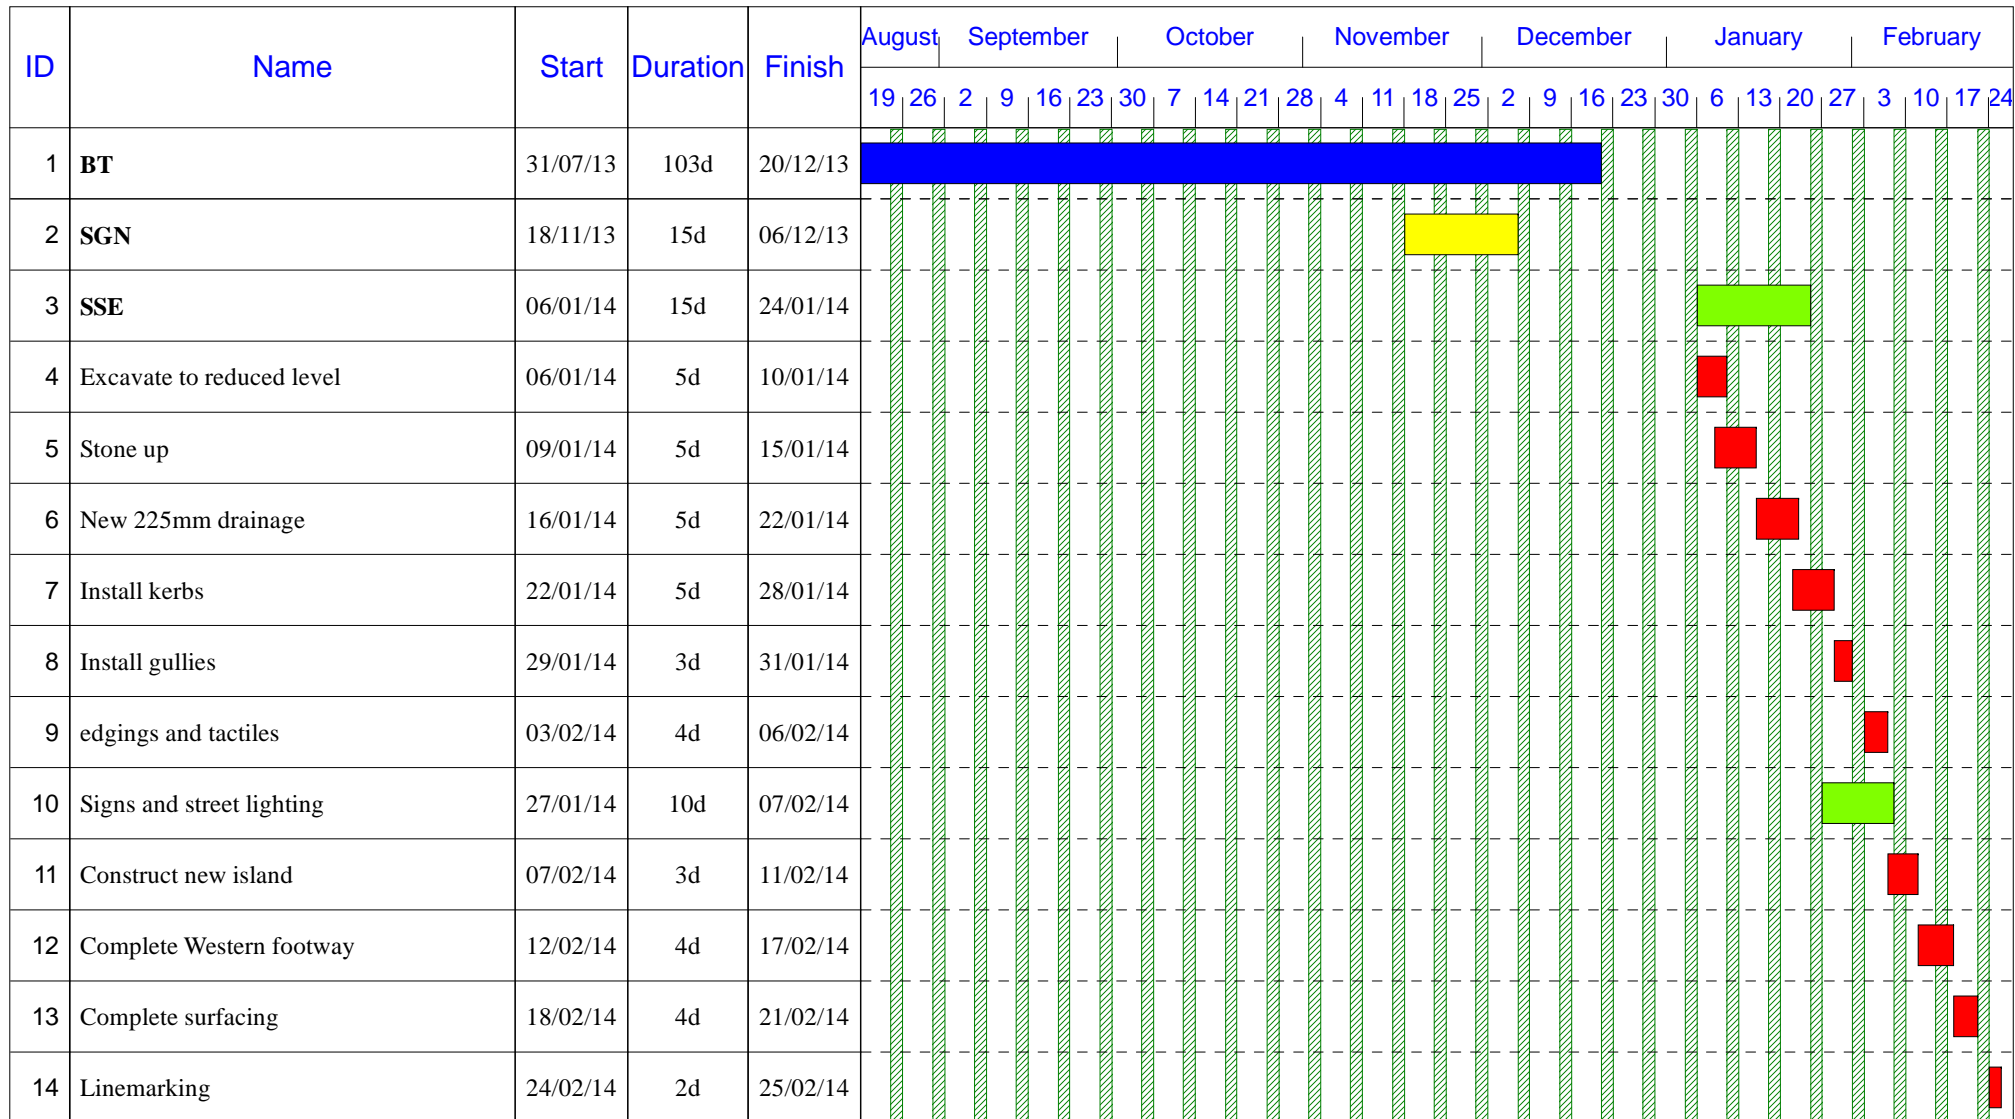 ID Name Start Duration Finish August September October November December January February
19 26 2 9 16 23 30 7 14 21 28 4 11 18 25 2 9 16 23 30 6 13 20 27 3 10 17 24
1 BT 31/07/13 103d 20/12/13
2 SGN 18/11/13 15d 06/12/13
3 SSE 06/01/14 15d 24/01/14
4 Excavate to reduced level 06/01/14 5d 10/01/14
5 Stone up 09/01/14 5d 15/01/14
6 New 225mm drainage 16/01/14 5d 22/01/14
7 Install kerbs 22/01/14 5d 28/01/14
8 Install gullies 29/01/14 3d 31/01/14
9 edgings and tactiles 03/02/14 4d 06/02/14
10 Signs and street lighting 27/01/14 10d 07/02/14
11 Construct new island 07/02/14 3d 11/02/14
12 Complete Western footway 12/02/14 4d 17/02/14
13 Complete surfacing 18/02/14 4d 21/02/14
14 Linemarking 24/02/14 2d 25/02/14